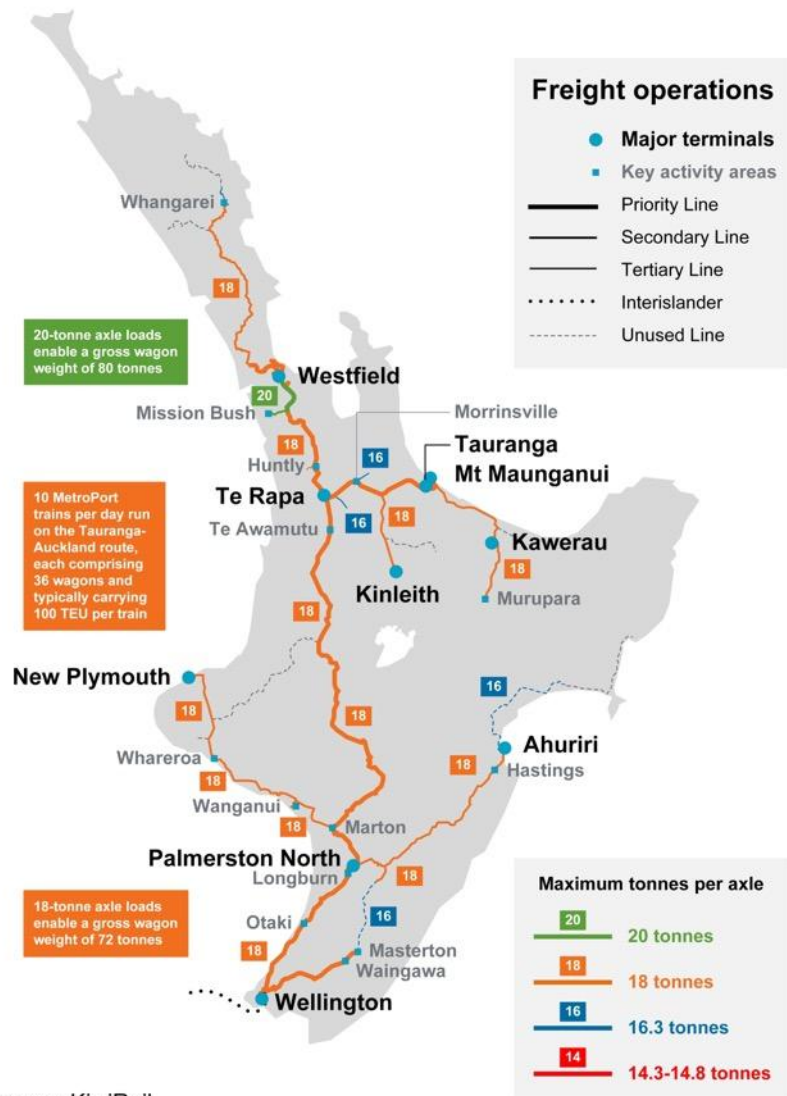 Freight operations
Major terminals
Key activity areas
Priority Line
Secondary Line
Tertiary Line
Interislander
Unused Line
Whangarei
18
20-tonne axle loads
enable a gross wagon
weight of 80 tonnes
Westfield
20
Mission Bush
Morrinsville
18
Tauranga
Huntly
16
Mt Maunganui
Te Rapa
10 MetroPort
trains per day run
on the Tauranga-
Auckland route,
each comprising
36 wagons and
typically carrying
100 TEU per train
16
18
Te Awamutu
Kawerau
18
Kinleith
Murupara
18
New Plymouth
16
18
18
Ahuriri
Whareroa
18
Hastings
18
Wanganui
18
Marton
Palmerston North
Longburn
18
18-tonne axle loads
enable a gross wagon
weight of 72 tonnes
Otaki
16
18
Masterton
Waingawa
Wellington
Maximum tonnes per axle
20
20 tonnes
18
18 tonnes
16
16.3 tonnes
14
14.3-14.8 tonnes